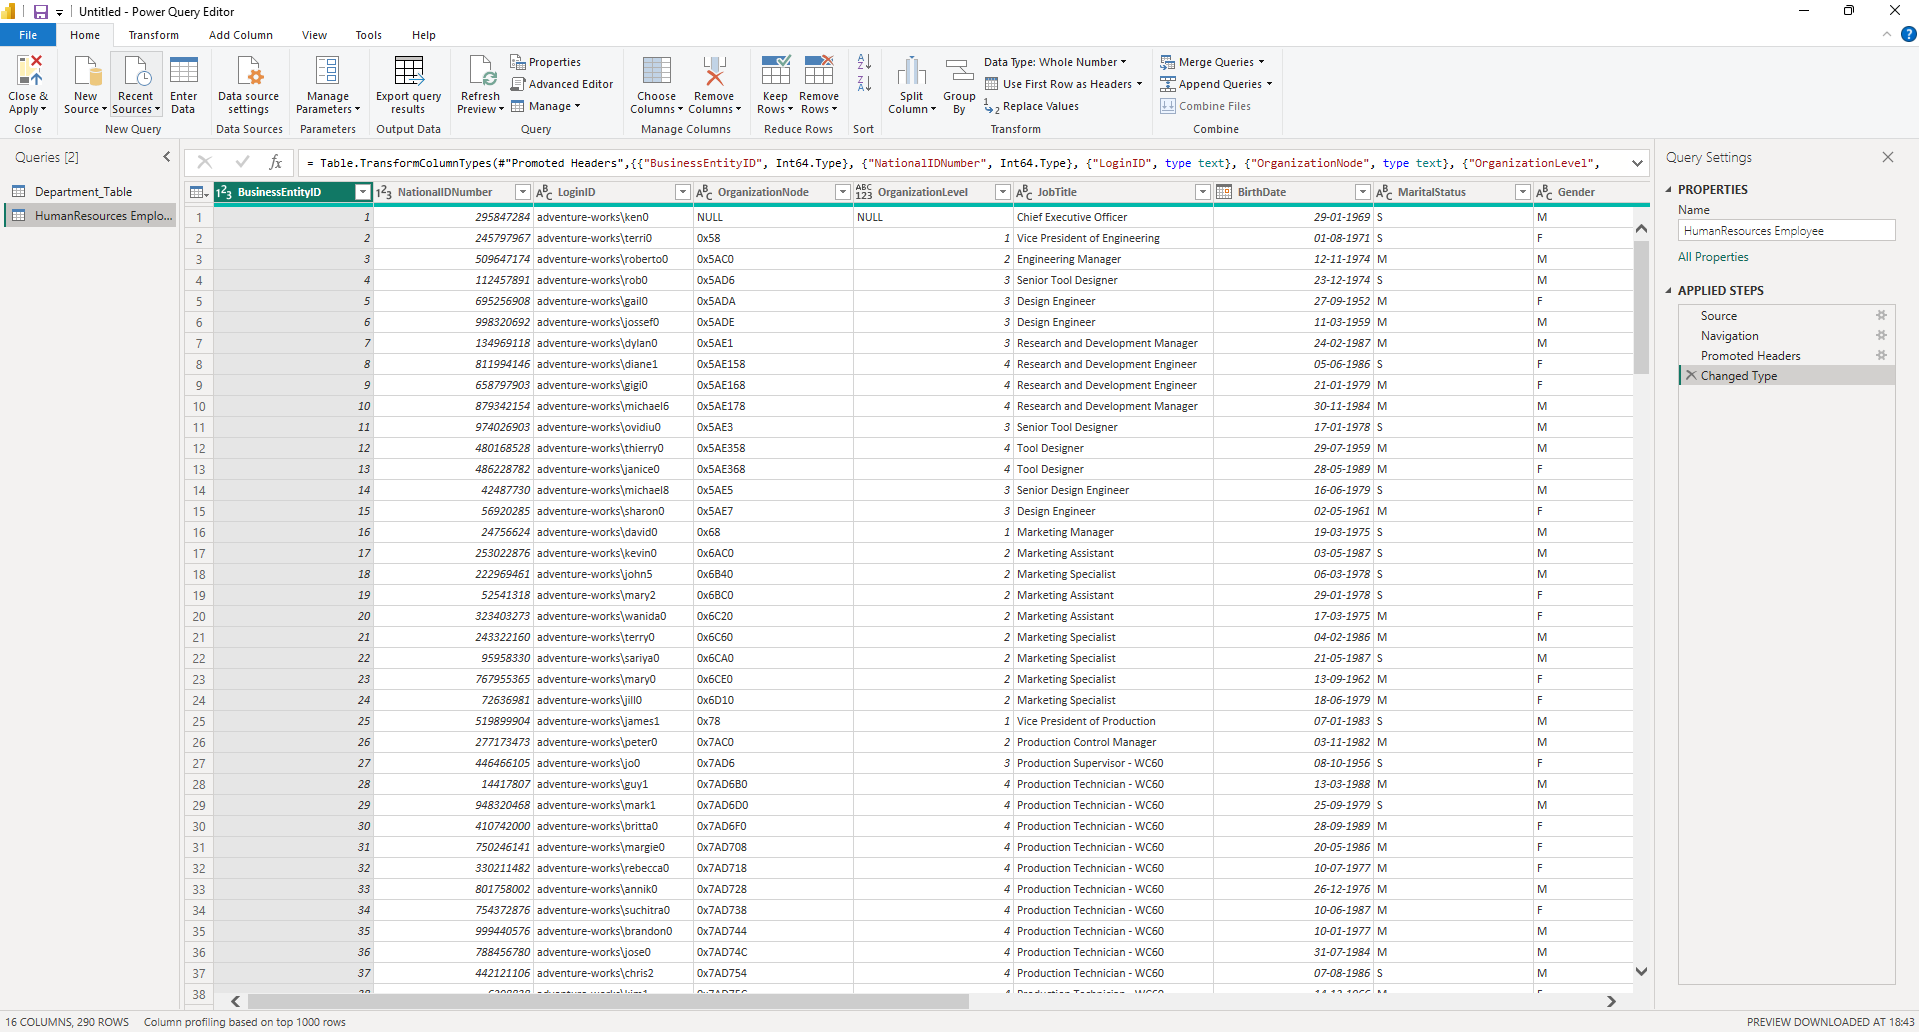 Untitled - Power Query Editor
File Home Transform Add Column View Tools Help
Close & Apply
New Source
Recent Sources
Enter Data
Data source settings
Manage Parameters
Export query results
Refresh Preview
Properties
Advanced Editor
Manage
Choose Columns
Remove Columns
Keep Rows
Remove Rows
Split Column
Group By
Data Type: Whole Number
Use First Row as Headers
Replace Values
Merge Queries
Append Queries
Combine Files
Close New Query Data Sources Parameters Output Data Query Manage Columns Reduce Rows Sort Transform Combine
Queries [2]
Department_Table
HumanResources Emplo...
fx = Table.TransformColumnTypes(#"Promoted Headers",{{"BusinessEntityID", Int64.Type}, {"NationalIDNumber", Int64.Type}, {"LoginID", type text}, {"OrganizationNode", type text}, {"OrganizationLevel",
BusinessEntityID NationalIDNumber LoginID OrganizationNode OrganizationLevel JobTitle BirthDate MaritalStatus Gender
1 1 295847284 adventure-works\ken0 NULL NULL Chief Executive Officer 29-01-1969 S M
2 2 245797967 adventure-works\terri0 0x58 1 Vice President of Engineering 01-08-1971 S F
3 3 509647174 adventure-works\roberto0 0x5AC0 2 Engineering Manager 12-11-1974 M M
4 4 112457891 adventure-works\rob0 0x5AD6 3 Senior Tool Designer 23-12-1974 S M
5 5 695256908 adventure-works\gail0 0x5ADA 3 Design Engineer 27-09-1952 M F
6 6 998320692 adventure-works\jossef0 0x5ADE 3 Design Engineer 11-03-1959 M M
7 7 134969118 adventure-works\dylan0 0x5AE1 3 Research and Development Manager 24-02-1987 M M
8 8 811994146 adventure-works\diane1 0x5AE158 4 Research and Development Engineer 05-06-1986 S F
9 9 658797903 adventure-works\gigi0 0x5AE168 4 Research and Development Engineer 21-01-1979 M F
10 10 879342154 adventure-works\michael6 0x5AE178 4 Research and Development Manager 30-11-1984 M M
11 11 974026903 adventure-works\ovidiu0 0x5AE3 3 Senior Tool Designer 17-01-1978 S M
12 12 480168528 adventure-works\thierry0 0x5AE358 4 Tool Designer 29-07-1959 M M
13 13 486228782 adventure-works\janice0 0x5AE368 4 Tool Designer 28-05-1989 M F
14 14 42487730 adventure-works\michael8 0x5AE5 3 Senior Design Engineer 16-06-1979 S M
15 15 56920285 adventure-works\sharon0 0x5AE7 3 Design Engineer 02-05-1961 M F
16 16 24756624 adventure-works\david0 0x68 1 Marketing Manager 19-03-1975 S M
17 17 253022876 adventure-works\kevin0 0x6AC0 2 Marketing Assistant 03-05-1987 S M
18 18 222969461 adventure-works\john5 0x6B40 2 Marketing Specialist 06-03-1978 S M
19 19 52541318 adventure-works\mary2 0x6BC0 2 Marketing Assistant 29-01-1978 S F
20 20 323403273 adventure-works\wanida0 0x6C20 2 Marketing Assistant 17-03-1975 M F
21 21 243322160 adventure-works\terry0 0x6C60 2 Marketing Specialist 04-02-1986 M M
22 22 95958330 adventure-works\sariya0 0x6CA0 2 Marketing Specialist 21-05-1987 S M
23 23 767955365 adventure-works\mary0 0x6CE0 2 Marketing Specialist 13-09-1962 M F
24 24 72636981 adventure-works\jill0 0x6D10 2 Marketing Specialist 18-06-1979 M F
25 25 519899904 adventure-works\james1 0x78 1 Vice President of Production 07-01-1983 S M
26 26 277173473 adventure-works\peter0 0x7AC0 2 Production Control Manager 03-11-1982 M M
27 27 446466105 adventure-works\jo0 0x7AD6 3 Production Supervisor - WC60 08-10-1956 S F
28 28 14417807 adventure-works\guy1 0x7AD6B0 4 Production Technician - WC60 13-03-1988 M M
29 29 948320468 adventure-works\mark1 0x7AD6D0 4 Production Technician - WC60 25-09-1979 S M
30 30 410742000 adventure-works\britta0 0x7AD6F0 4 Production Technician - WC60 28-09-1989 M F
31 31 750246141 adventure-works\margie0 0x7AD708 4 Production Technician - WC60 20-05-1986 M F
32 32 330211482 adventure-works\rebecca0 0x7AD718 4 Production Technician - WC60 10-07-1977 M F
33 33 801758002 adventure-works\annik0 0x7AD728 4 Production Technician - WC60 26-12-1976 M M
34 34 754372876 adventure-works\suchitra0 0x7AD738 4 Production Technician - WC60 10-06-1987 M F
35 35 999440576 adventure-works\brandon0 0x7AD744 4 Production Technician - WC60 10-01-1977 M M
36 36 788456780 adventure-works\jose0 0x7AD74C 4 Production Technician - WC60 31-07-1984 M M
37 37 442121106 adventure-works\chris2 0x7AD754 4 Production Technician - WC60 07-08-1986 S M
38
Query Settings
PROPERTIES
Name
HumanResources Employee
All Properties
APPLIED STEPS
Source
Navigation
Promoted Headers
Changed Type
16 COLUMNS, 290 ROWS Column profiling based on top 1000 rows
PREVIEW DOWNLOADED AT 18:43